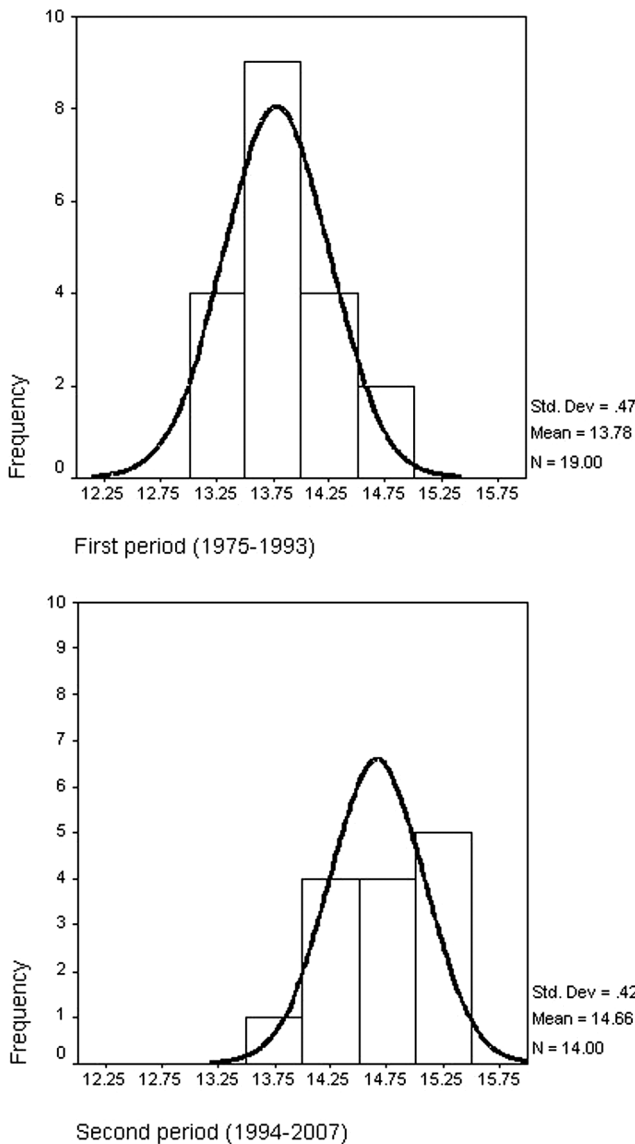 10
8
6
4
2
0
Frequency
Std. Dev = .47
Mean = 13.78
N = 19.00
12.25 12.75 13.25 13.75 14.25 14.75 15.25 15.75
First period (1975-1993)
10
9
8
7
6
5
4
3
2
1
0
Frequency
Std. Dev = .42
Mean = 14.66
N = 14.00
12.25 12.75 13.25 13.75 14.25 14.75 15.25 15.75
Second period (1994-2007)